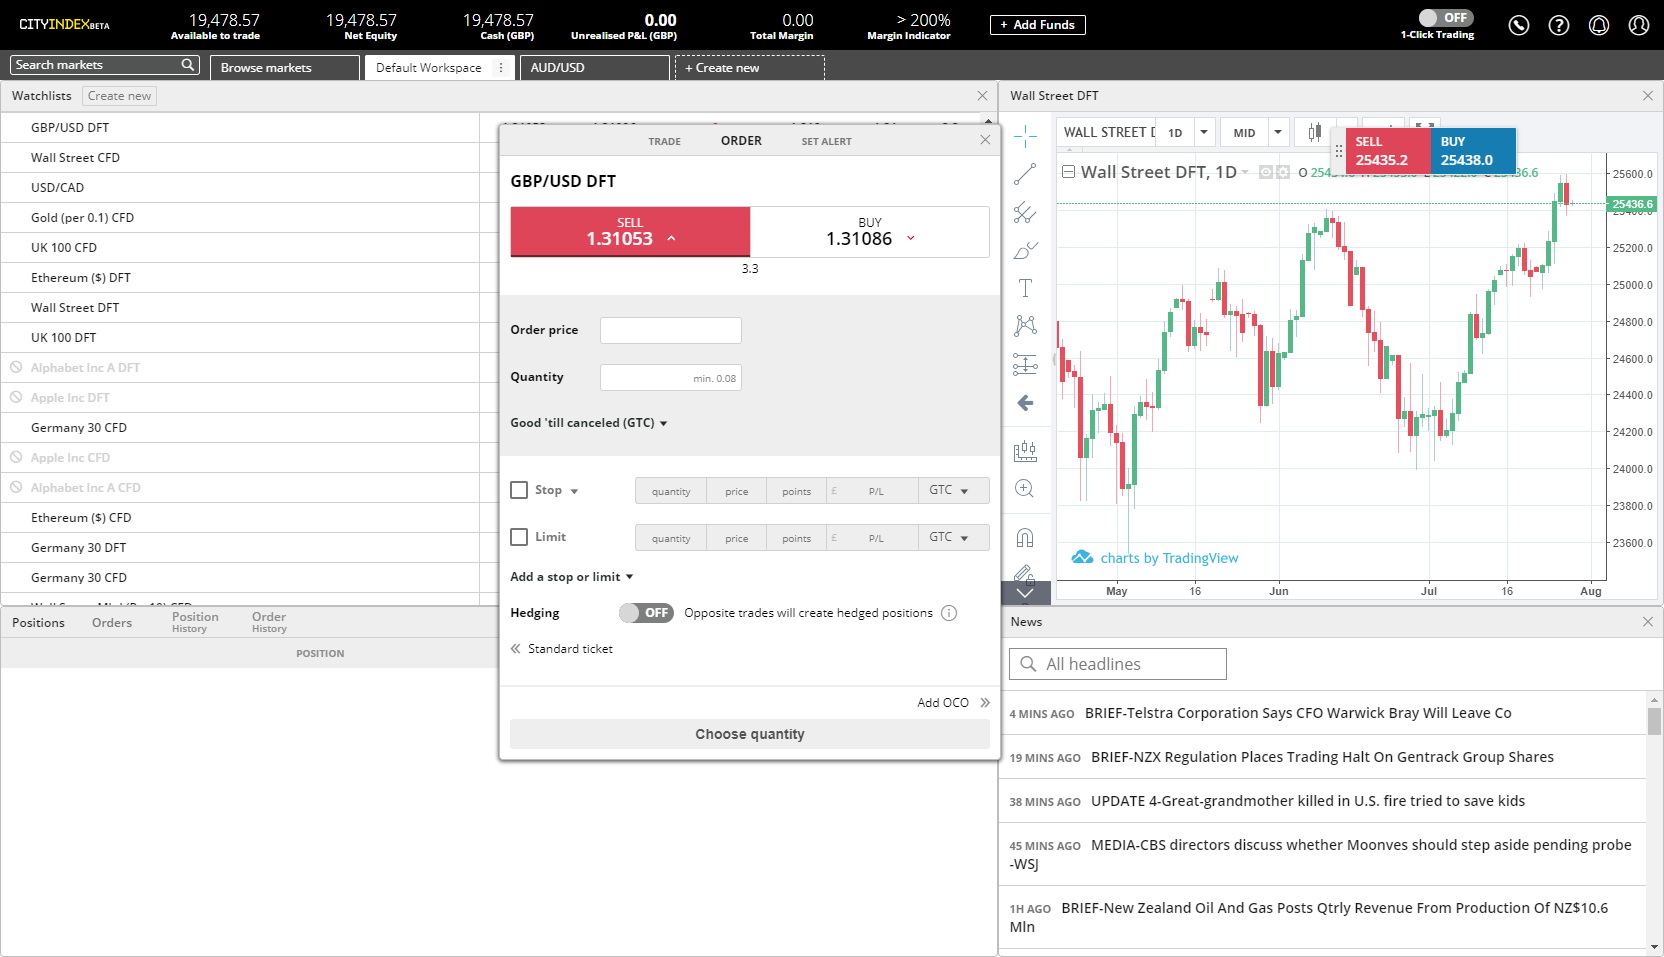 CITYINDEX BETA
19,478.57
Available to trade
19,478.57
Net Equity
19,478.57
Cash (GBP)
0.00
Unrealised P&L (GBP)
0.00
Total Margin
> 200%
Margin Indicator
+ Add Funds
OFF
1-Click Trading
Search markets
Browse markets
Default Workspace
AUD/USD
+ Create new
Watchlists
Create new
GBP/USD DFT
Wall Street CFD
USD/CAD
Gold (per 0.1) CFD
UK 100 CFD
Ethereum ($) DFT
Wall Street DFT
UK 100 DFT
Alphabet Inc A DFT
Apple Inc DFT
Germany 30 CFD
Apple Inc CFD
Alphabet Inc A CFD
Ethereum ($) CFD
Germany 30 DFT
Germany 30 CFD
TRADE
ORDER
SET ALERT
GBP/USD DFT
SELL
1.31053
BUY
1.31086
3.3
Order price
Quantity
min. 0.08
Good 'till canceled (GTC)
Stop
quantity
price
points
£
P/L
GTC
Limit
quantity
price
points
£
P/L
GTC
Add a stop or limit
Hedging
OFF
Opposite trades will create hedged positions
Standard ticket
Add OCO
Choose quantity
Positions
Orders
Position
History
Order
History
POSITION
Wall Street DFT
WALL STREET D
1D
MID
SELL
25435.2
BUY
25438.0
Wall Street DFT, 1D
O
25436.6
25600.0
25400.0
25200.0
25000.0
24800.0
24600.0
24400.0
24200.0
24000.0
23800.0
23600.0
charts by TradingView
May
16
Jun
Jul
16
Aug
News
All headlines
4 MINS AGO BRIEF-Telstra Corporation Says CFO Warwick Bray Will Leave Co
19 MINS AGO BRIEF-NZX Regulation Places Trading Halt On Gentrack Group Shares
38 MINS AGO UPDATE 4-Great-grandmother killed in U.S. fire tried to save kids
45 MINS AGO MEDIA-CBS directors discuss whether Moonves should step aside pending probe
-WSJ
1H AGO BRIEF-New Zealand Oil And Gas Posts Qtrly Revenue From Production Of NZ$10.6
Mln